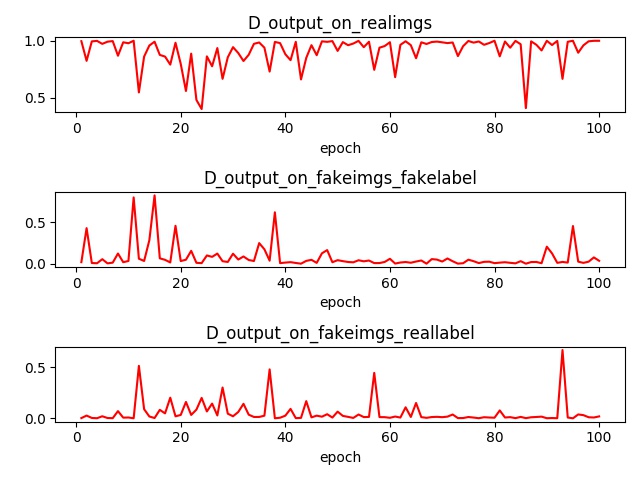 D_output_on_realimgs
1.0
0.5
0 20 40 60 80 100
epoch
D_output_on_fakeimgs_fakelabel
0.5
0.0
0 20 40 60 80 100
epoch
D_output_on_fakeimgs_reallabel
0.5
0.0
0 20 40 60 80 100
epoch